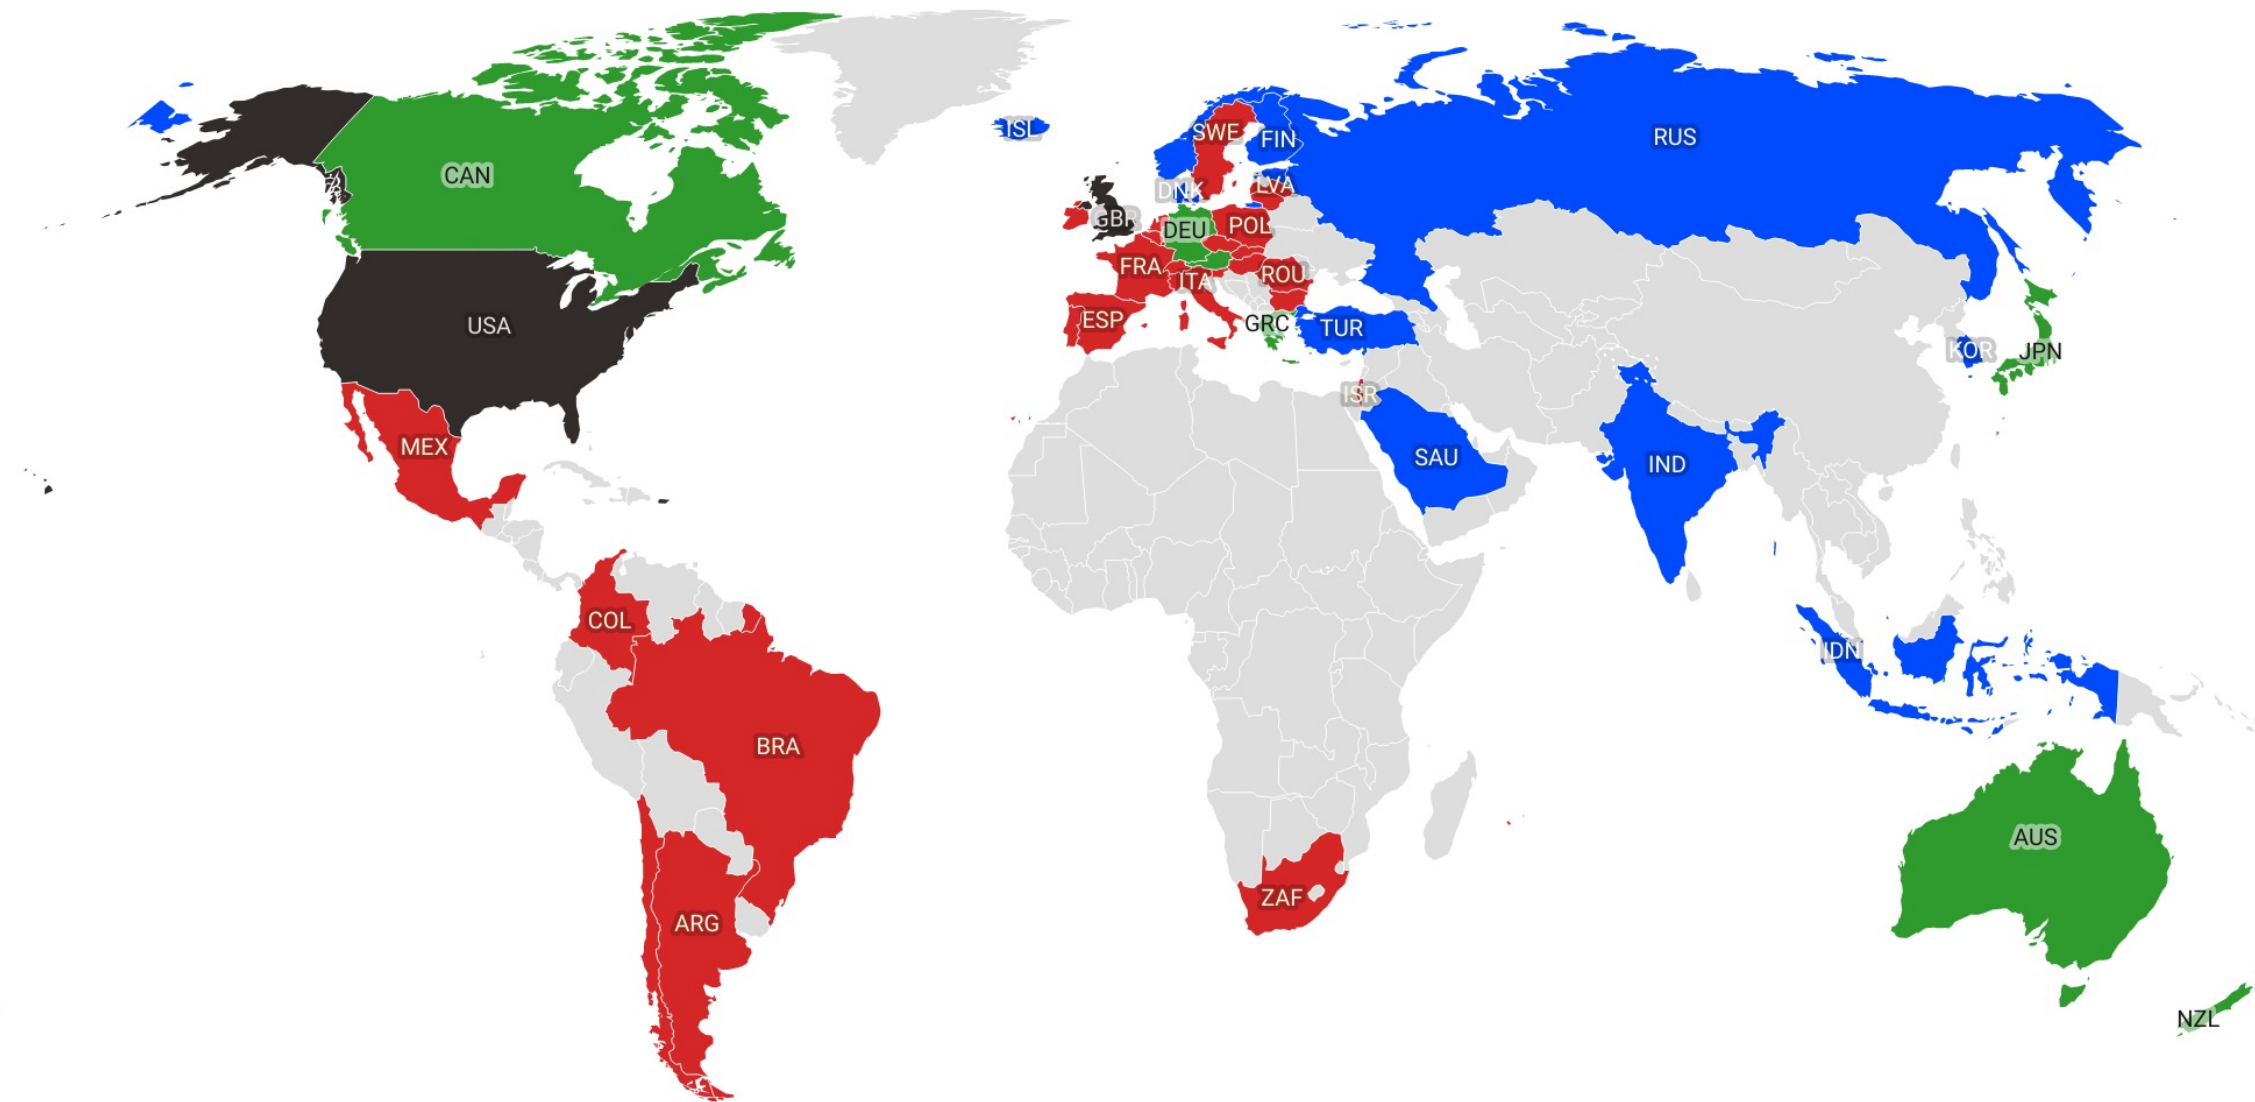 ISL
SWE
FIN
RUS
CAN
DNK
LVA
GBR
DEU
POL
FRA
ITA
ROU
USA
ESP
GRC
TUR
KOR
JPN
ISR
MEX
SAU
IND
COL
IDN
BRA
AUS
ZAF
ARG
NZL